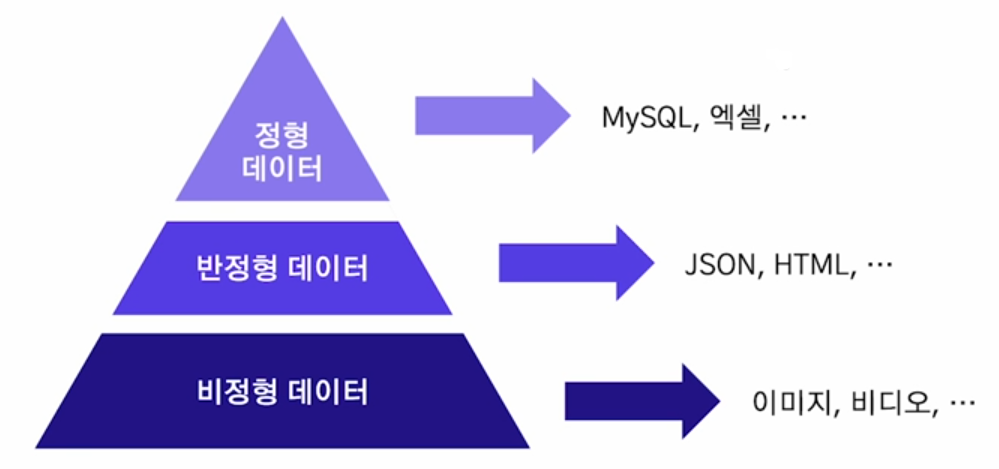 정형
데이터
MySQL, 엑셀, ⋯
반정형 데이터
JSON, HTML, ⋯
비정형 데이터
이미지, 비디오, ⋯